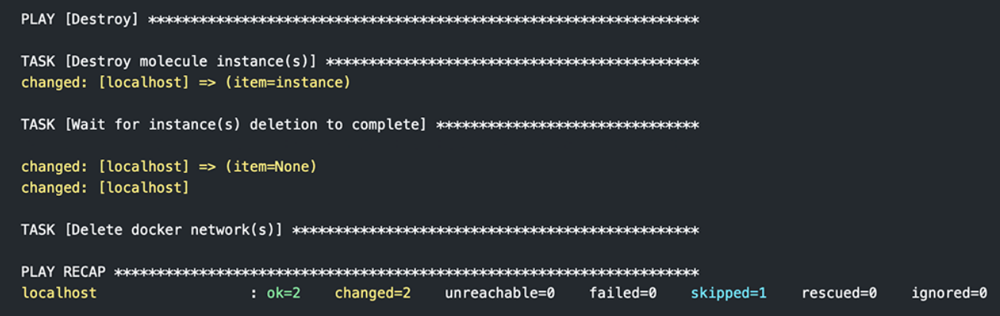 PLAY [Destroy] *****************************************************************
TASK [Destroy molecule instance(s)] ********************************************
changed: [localhost] => (item=instance)
TASK [Wait for instance(s) deletion to complete] *******************************
changed: [localhost] => (item=None)
changed: [localhost]
TASK [Delete docker network(s)] ************************************************
PLAY RECAP *********************************************************************
localhost : ok=2 changed=2 unreachable=0 failed=0 skipped=1 rescued=0 ignored=0